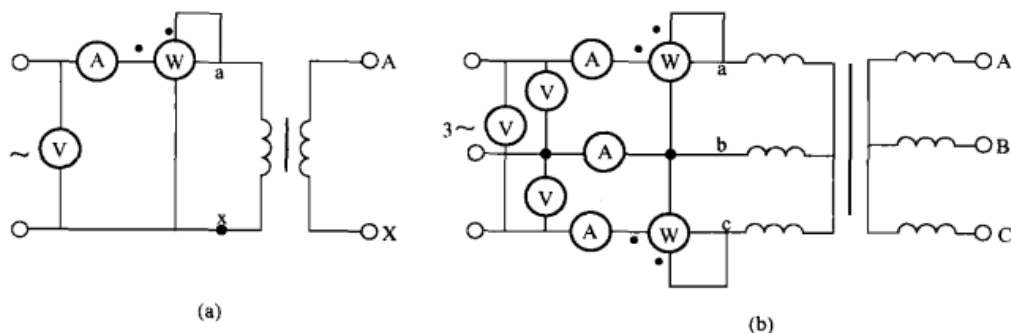 A W a A
~ V
x X
(a)
A W a A
V
3~ V
A b B
V
A W c C
(b)